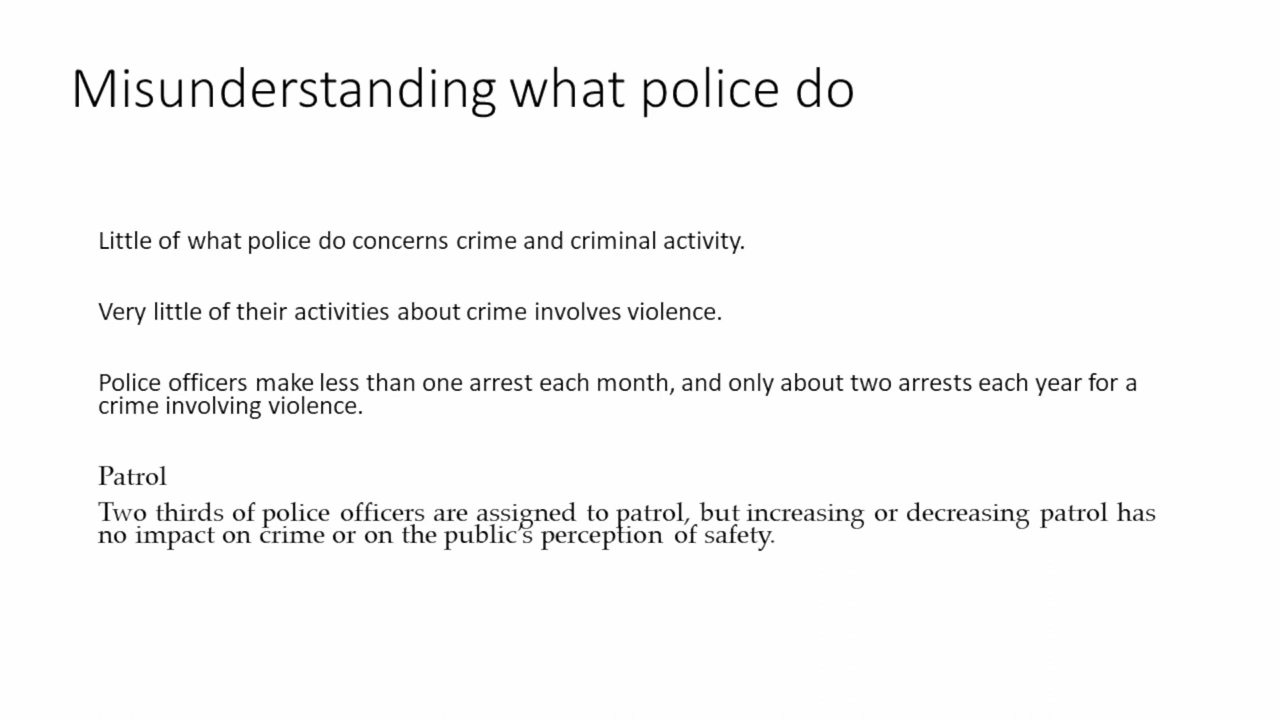 Misunderstanding what police do
Little of what police do concerns crime and criminal activity.
Very little of their activities about crime involves violence.
Police officers make less than one arrest each month, and only about two arrests each year for a
crime involving violence.
Patrol
Two thirds of police officers are assigned to patrol, but increasing or decreasing patrol has
no impact on crime or on the public’s perception of safety.